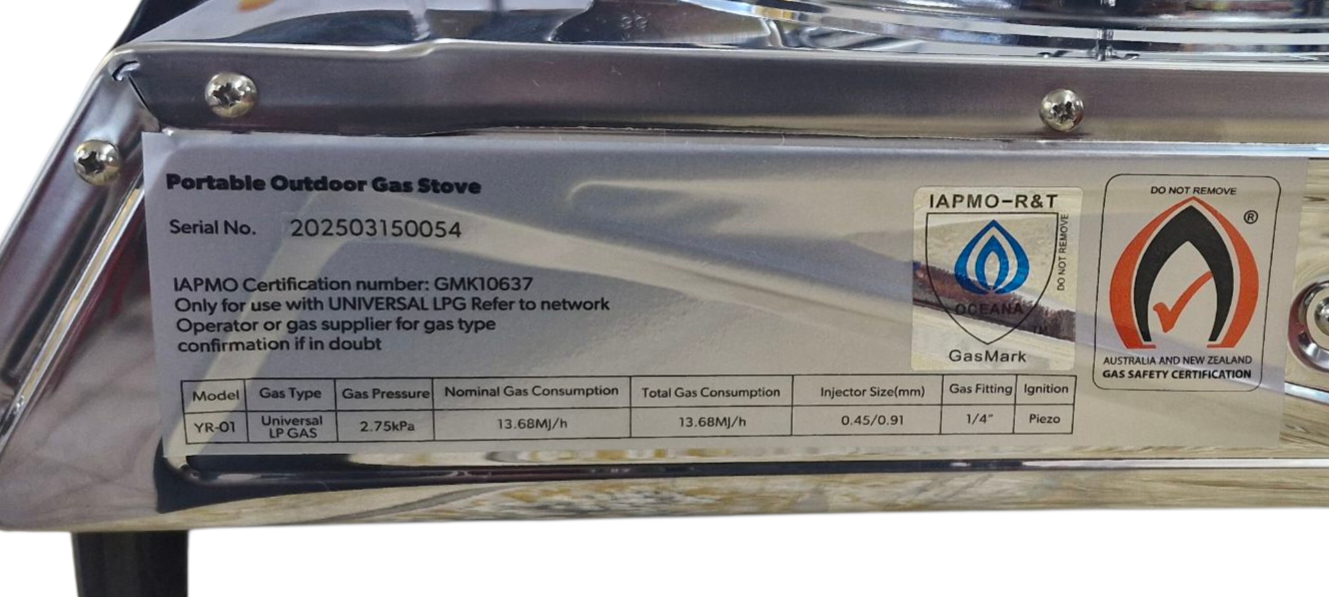 Portable Outdoor Gas Stove
Serial No. 202503150054
IAPMO Certification number: GMK10637
Only for use with UNIVERSAL LPG Refer to network
Operator or gas supplier for gas type
confirmation if in doubt
IAPMO-R&T
DO NOT REMOVE
OCEANA
GasMark
DO NOT REMOVE
®
AUSTRALIA AND NEW ZEALAND
GAS SAFETY CERTIFICATION
Model Gas Type Gas Pressure Nominal Gas Consumption Total Gas Consumption Injector Size(mm) Gas Fitting Ignition
YR-01 Universal LP GAS 2.75kPa 13.68MJ/h 13.68MJ/h 0.45/0.91 1/4" Piezo